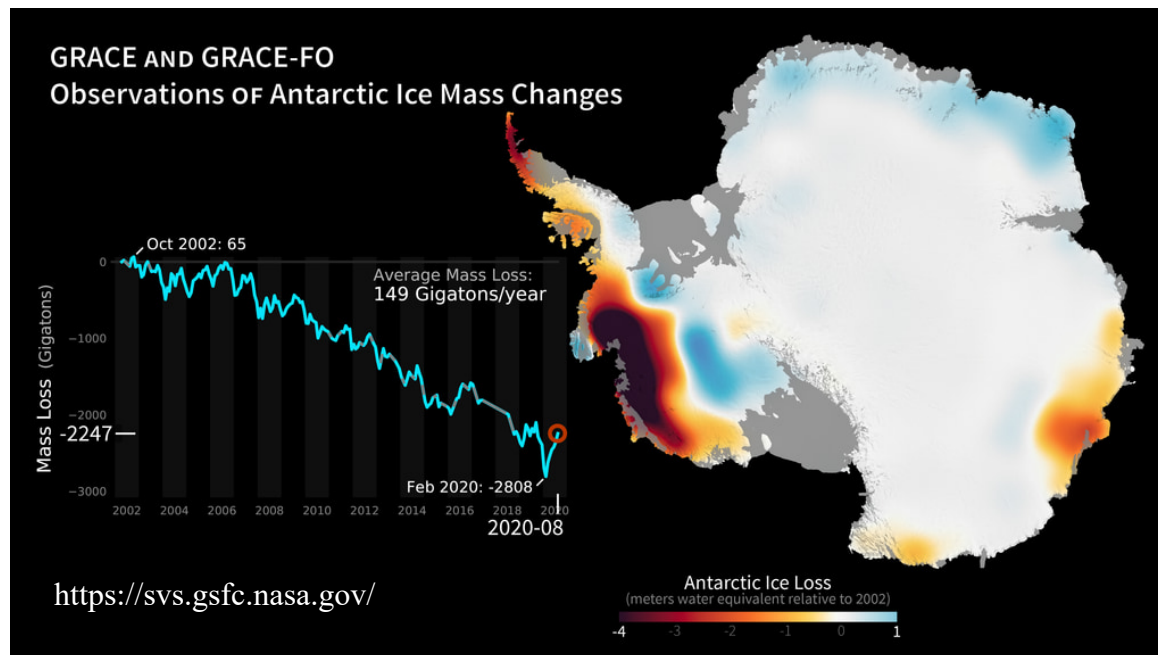 GRACE AND GRACE-FO
Observations OF Antarctic Ice Mass Changes
Oct 2002: 65
Average Mass Loss:
149 Gigatons/year
Mass Loss (Gigatons)
0
−1000
−2000
-2247
−3000
Feb 2020: -2808
2002 2004 2006 2008 2010 2012 2014 2016 2018 2020
2020-08
https://svs.gsfc.nasa.gov/
Antarctic Ice Loss
(meters water equivalent relative to 2002)
-4 -3 -2 -1 0 1